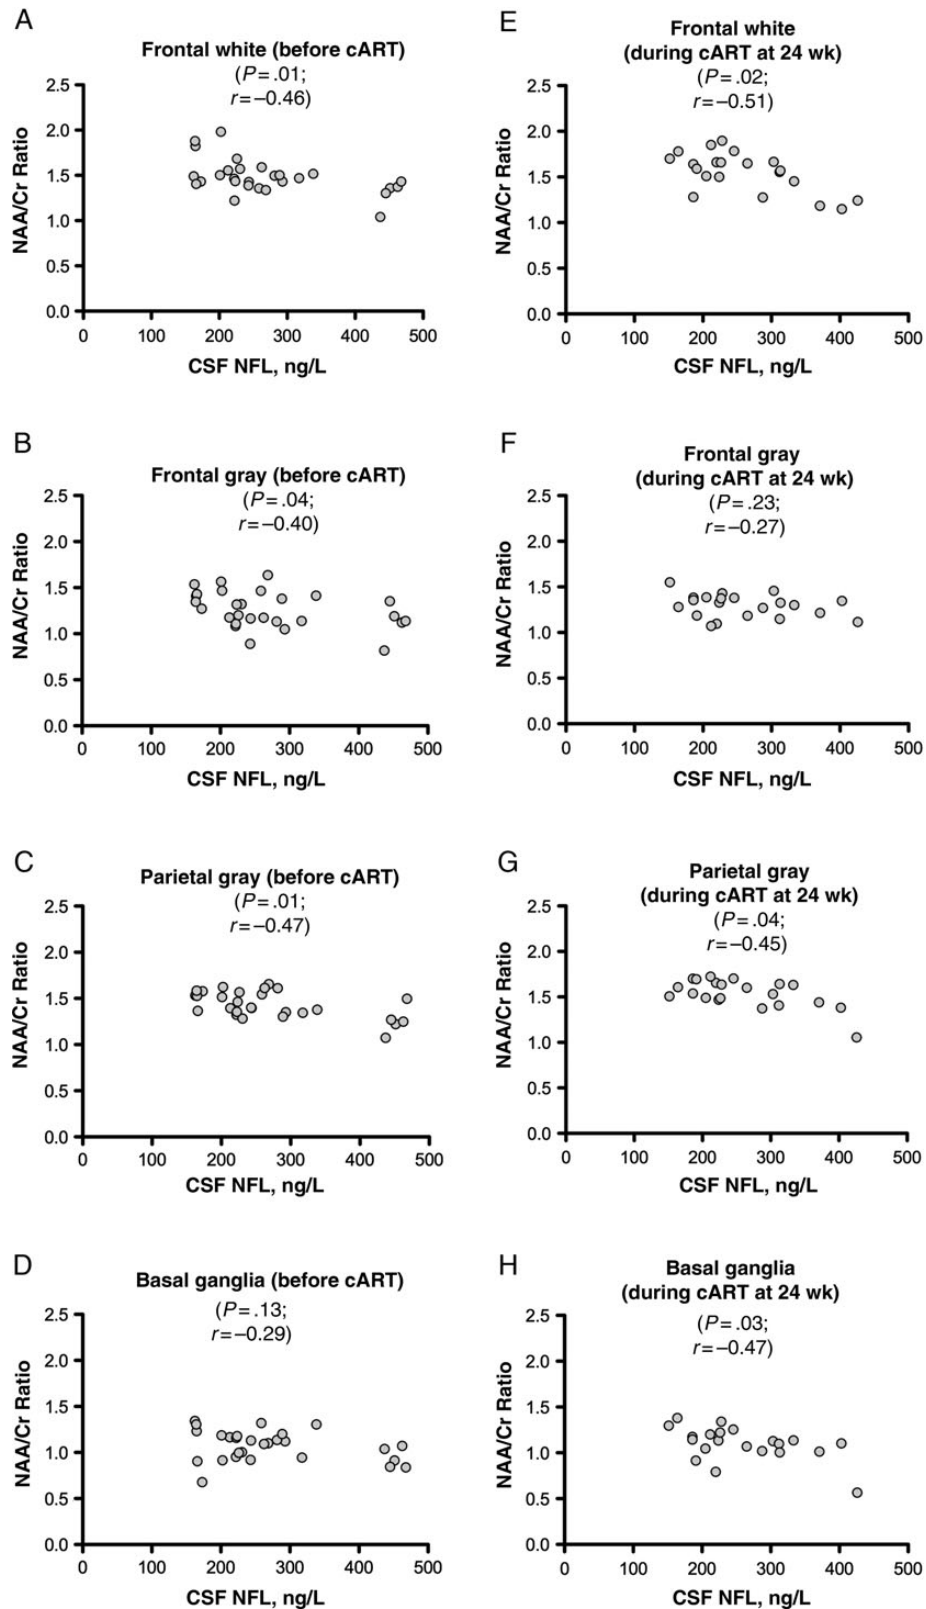 A
Frontal white (before cART)
(P=.01;
r=−0.46)
NAA/Cr Ratio
2.5
2.0
1.5
1.0
0.5
0.0
0 100 200 300 400 500
CSF NFL, ng/L
B
Frontal gray (before cART)
(P=.04;
r=−0.40)
NAA/Cr Ratio
2.5
2.0
1.5
1.0
0.5
0.0
0 100 200 300 400 500
CSF NFL, ng/L
C
Parietal gray (before cART)
(P=.01;
r=−0.47)
NAA/Cr Ratio
2.5
2.0
1.5
1.0
0.5
0.0
0 100 200 300 400 500
CSF NFL, ng/L
D
Basal ganglia (before cART)
(P=.13;
r=−0.29)
NAA/Cr Ratio
2.5
2.0
1.5
1.0
0.5
0.0
0 100 200 300 400 500
CSF NFL, ng/L
E
Frontal white
(during cART at 24 wk)
(P=.02;
r=−0.51)
NAA/Cr Ratio
2.5
2.0
1.5
1.0
0.5
0.0
0 100 200 300 400 500
CSF NFL, ng/L
F
Frontal gray
(during cART at 24 wk)
(P=.23;
r=−0.27)
NAA/Cr Ratio
2.5
2.0
1.5
1.0
0.5
0.0
0 100 200 300 400 500
CSF NFL, ng/L
G
Parietal gray
(during cART at 24 wk)
(P=.04;
r=−0.45)
NAA/Cr Ratio
2.5
2.0
1.5
1.0
0.5
0.0
0 100 200 300 400 500
CSF NFL, ng/L
H
Basal ganglia
(during cART at 24 wk)
(P=.03;
r=−0.47)
NAA/Cr Ratio
2.5
2.0
1.5
1.0
0.5
0.0
0 100 200 300 400 500
CSF NFL, ng/L